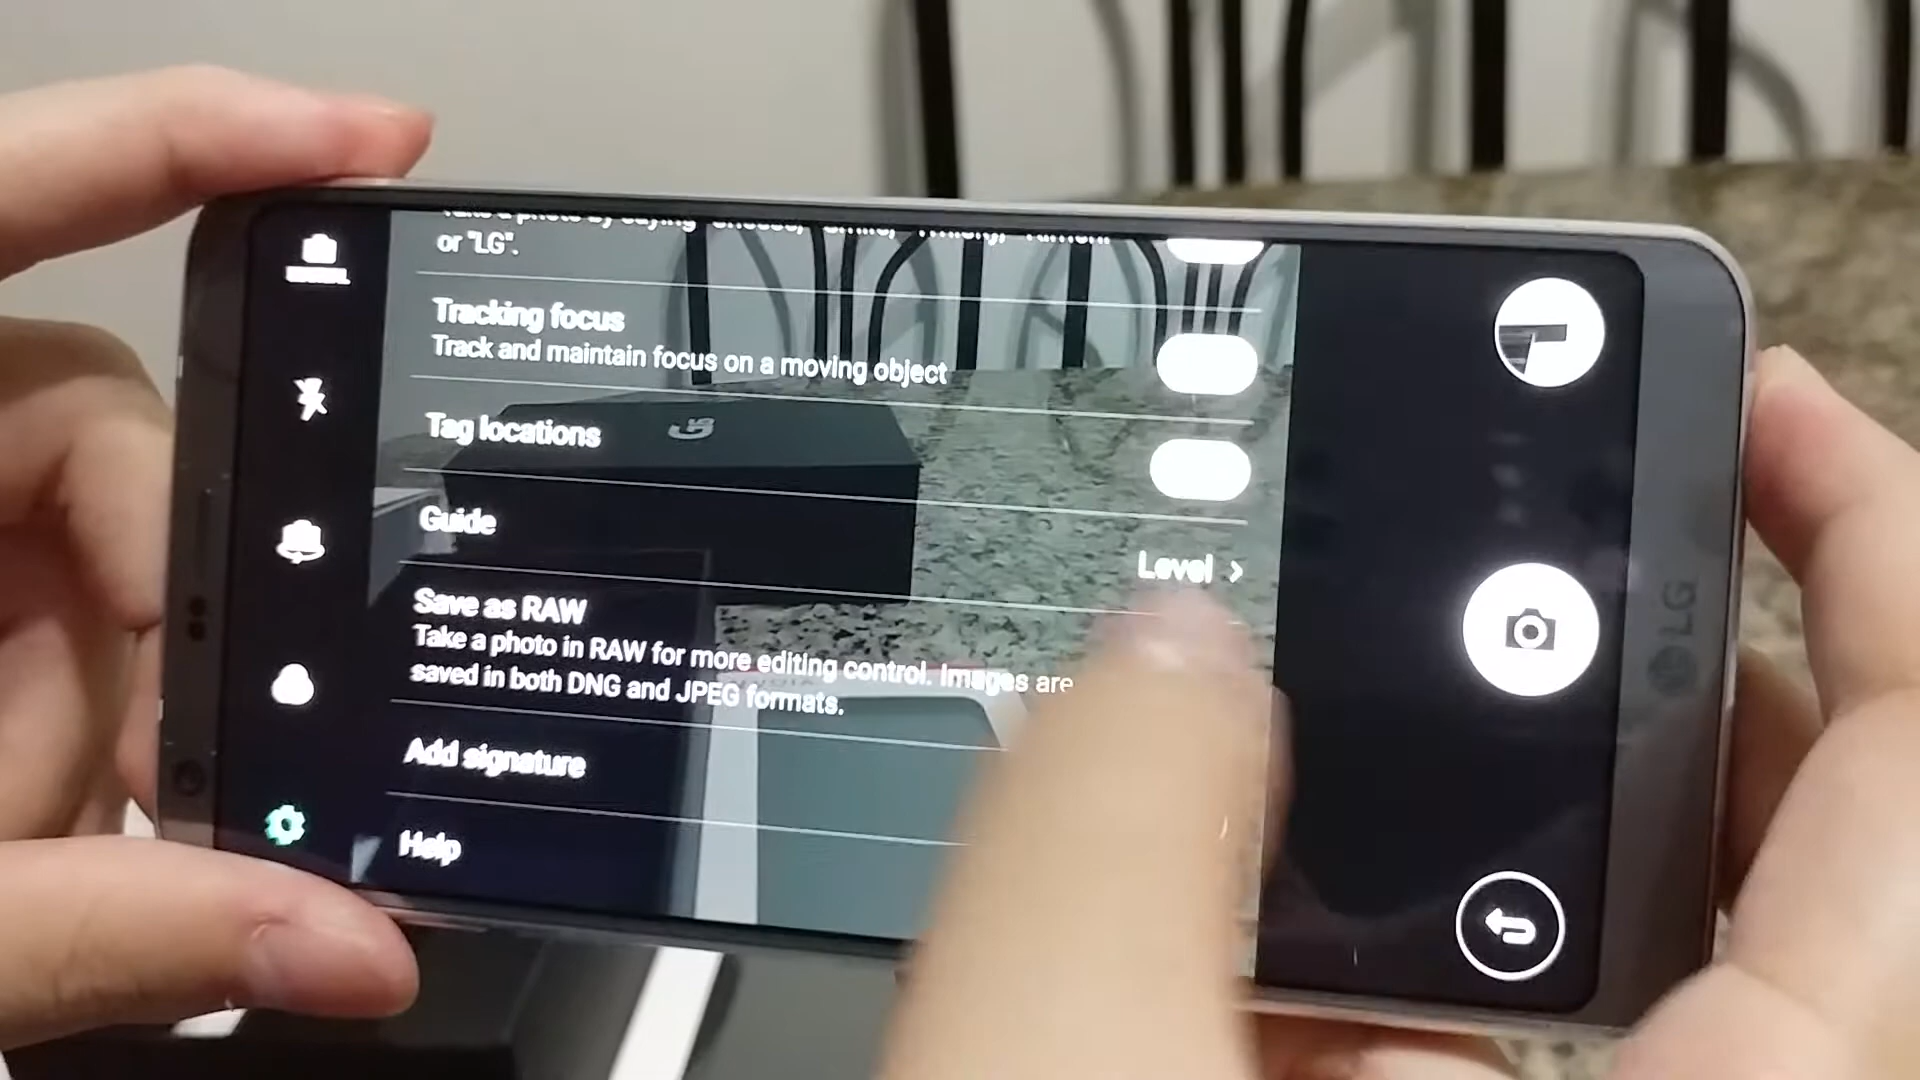 or "LG".
Tracking focus
Track and maintain focus on a moving object
Tag locations
Guide
Level >
Save as RAW
Take a photo in RAW for more editing control. Images are
saved in both DNG and JPEG formats.
Add signature
Help
LG